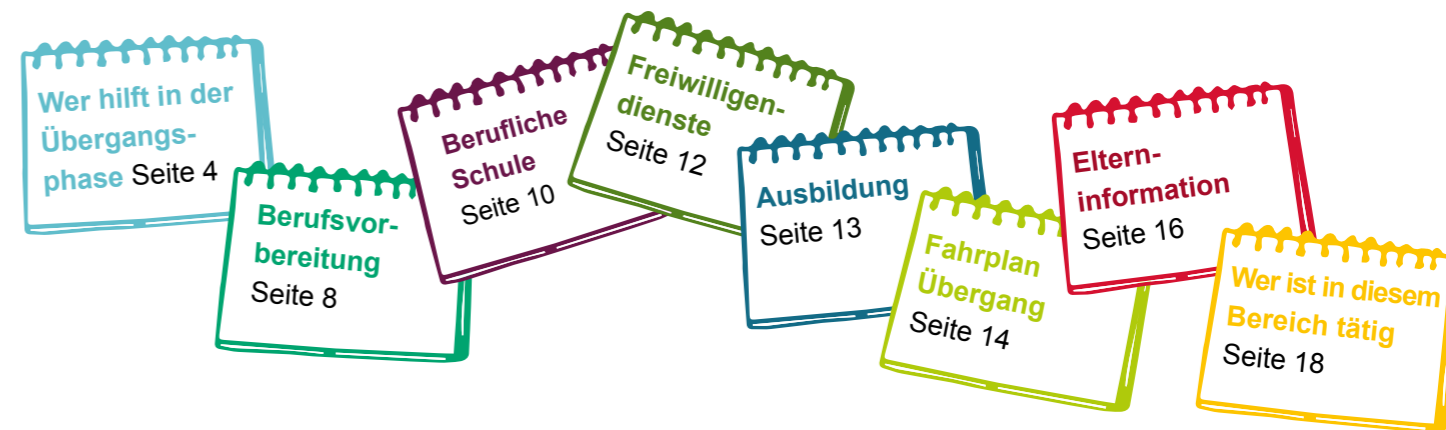 Wer hilft in der
Übergangs-
phase Seite 4
Berufsvor-
bereitung
Seite 8
Berufliche
Schule
Seite 10
Freiwilligen-
dienste
Seite 12
Ausbildung
Seite 13
Fahrplan
Übergang
Seite 14
Eltern-
information
Seite 16
Wer ist in diesem
Bereich tätig
Seite 18